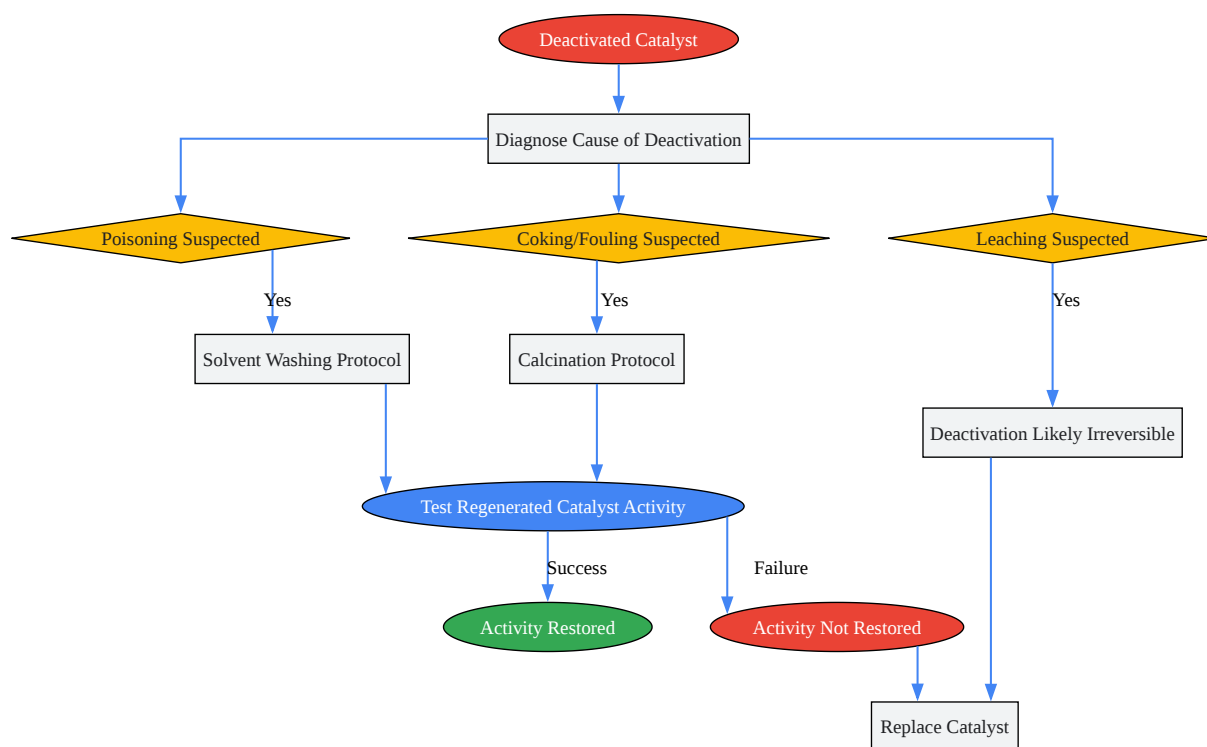 Deactivated Catalyst
Diagnose Cause of Deactivation
Poisoning Suspected
Coking/Fouling Suspected
Leaching Suspected
Yes
Yes
Yes
Solvent Washing Protocol
Calcination Protocol
Deactivation Likely Irreversible
Test Regenerated Catalyst Activity
Success
Failure
Activity Restored
Activity Not Restored
Replace Catalyst